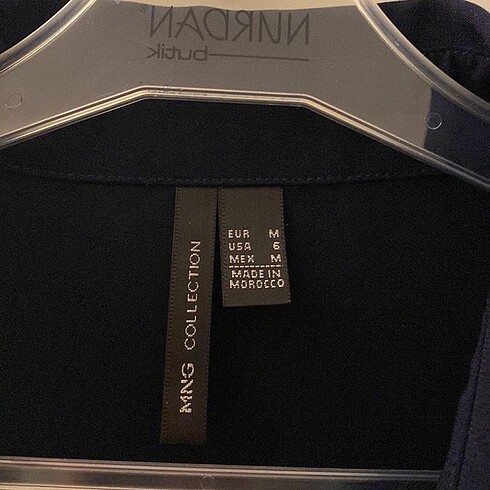 NURDAN
butik
MNG COLLECTION
EUR M
USA 6
MEX M
MADE IN
MOROCCO